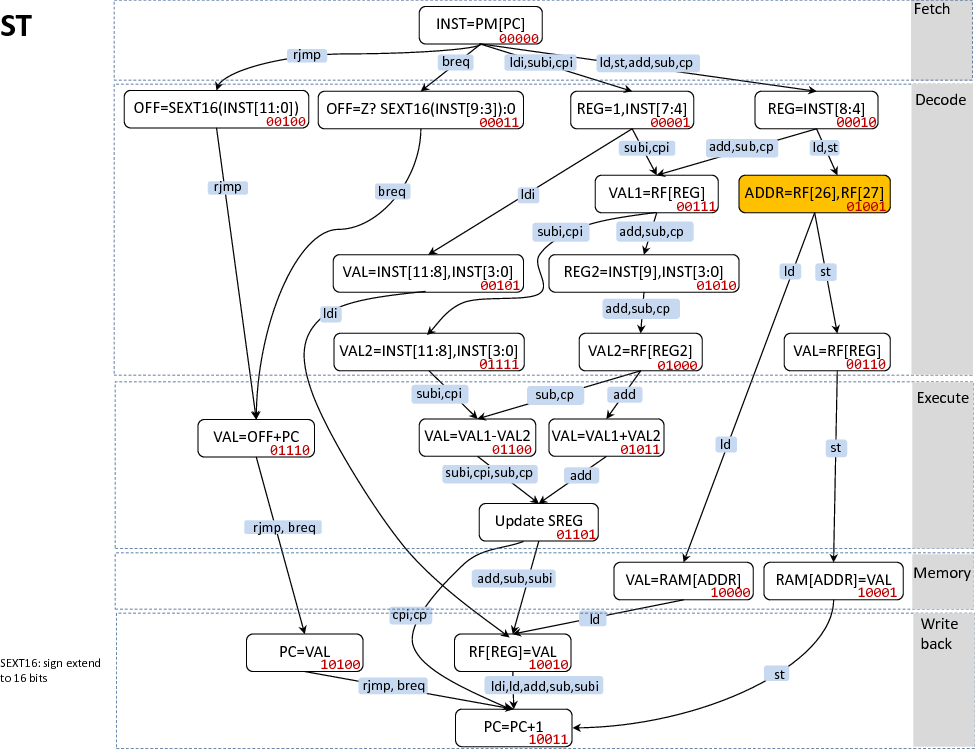 ST
Fetch
INST=PM[PC]
00000
rjmp
breq
ldi,subi,cpi
ld,st,add,sub,cp
Decode
OFF=SEXT16(INST[11:0])
00100
OFF=Z? SEXT16(INST[9:3]):0
00011
REG=1,INST[7:4]
00001
REG=INST[8:4]
00010
subi,cpi
add,sub,cp
ld,st
rjmp
breq
ldi
VAL1=RF[REG]
00111
ADDR=RF[26],RF[27]
01001
subi,cpi
add,sub,cp
ld
st
VAL=INST[11:8],INST[3:0]
00101
REG2=INST[9],INST[3:0]
01010
ldi
add,sub,cp
VAL2=INST[11:8],INST[3:0]
01111
VAL2=RF[REG2]
01000
VAL=RF[REG]
00110
Execute
subi,cpi
sub,cp
add
VAL=OFF+PC
01110
VAL=VAL1-VAL2
01100
VAL=VAL1+VAL2
01011
ld
st
subi,cpi,sub,cp
add
Update SREG
01101
rjmp, breq
Memory
add,sub,subi
VAL=RAM[ADDR]
10000
RAM[ADDR]=VAL
10001
cpi,cp
ld
Write
back
PC=VAL
10100
RF[REG]=VAL
10010
SEXT16: sign extend
to 16 bits
rjmp, breq
ldi,ld,add,sub,subi
st
PC=PC+1
10011